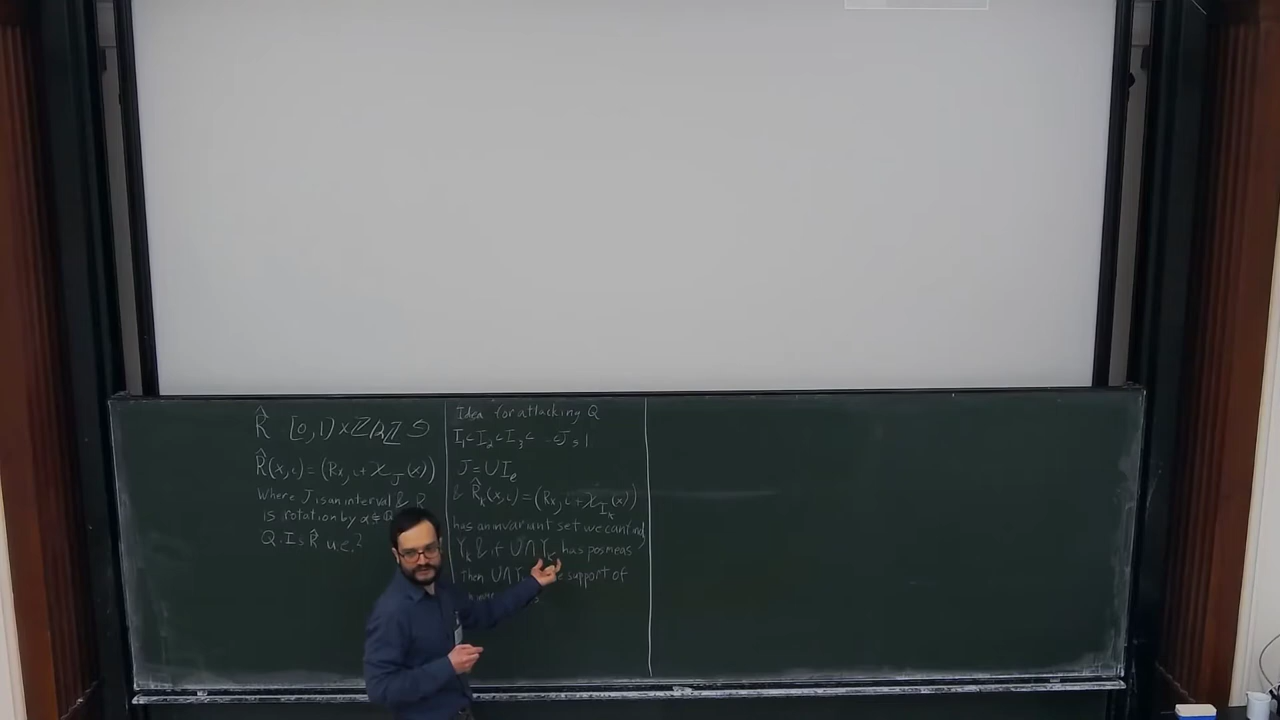 R̂ [0,1)×ℤ/2ℤ ↺
R̂(x,i)=(Rx, i+χ_J(x))
Where J is an interval & R
is rotation by α∉ℚ
Q: Is R̂ u.e.?
Idea for attacking Q
I₁⊂I₂⊂I₃⊂ ...⊂J s.t
J=∪I_e
& R̂_k(x,i)=(Rx, i+χ_{I_k}(x))
has an invariant set we can find
Y_k & if ∪∩Y_k has pos meas
Then ∪∩Y support of